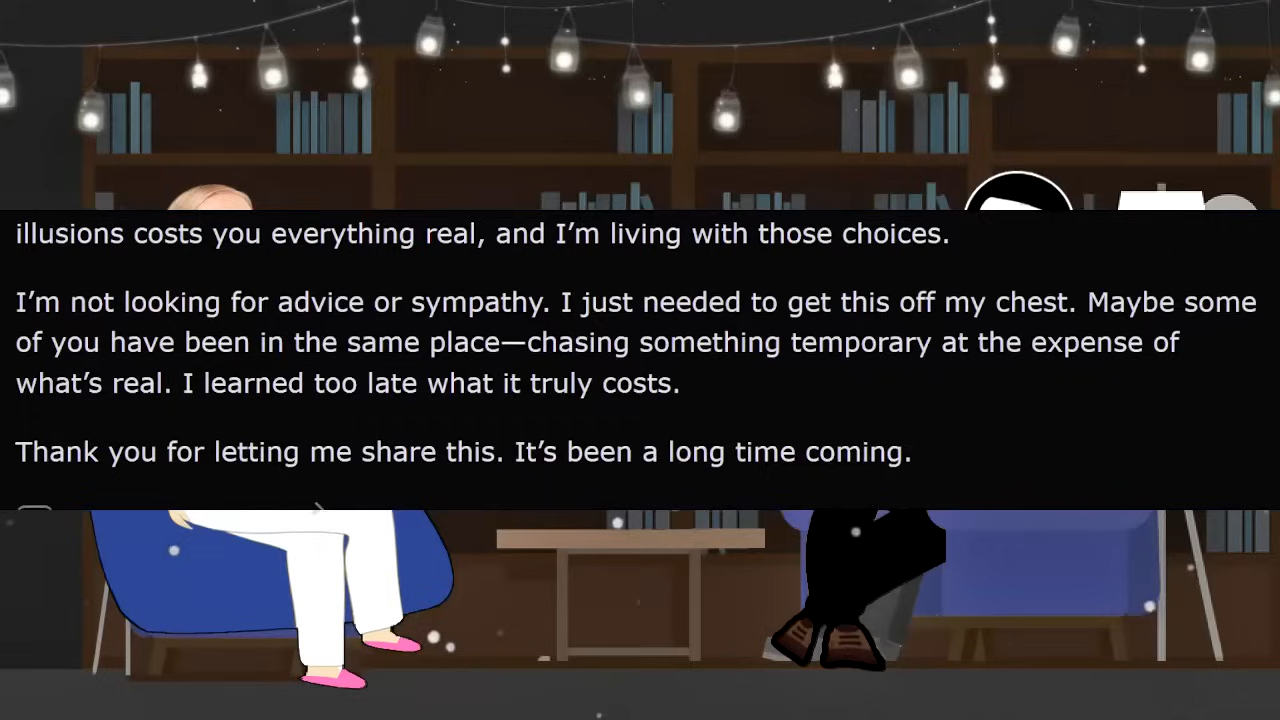 illusions costs you everything real, and I’m living with those choices.
I’m not looking for advice or sympathy. I just needed to get this off my chest. Maybe some
of you have been in the same place—chasing something temporary at the expense of
what’s real. I learned too late what it truly costs.
Thank you for letting me share this. It’s been a long time coming.